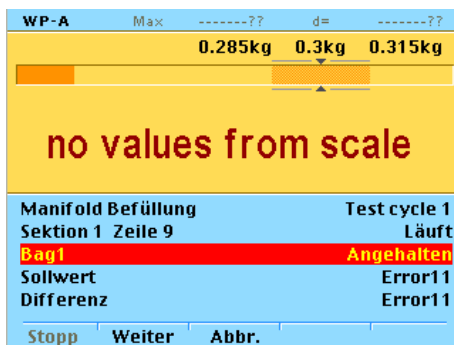 WP-A Max -------?? d= -------??
0.285kg 0.3kg 0.315kg
no values from scale
Manifold Befüllung Test cycle 1
Sektion 1 Zeile 9 Läuft
Bag1 Angehalten
Sollwert Error11
Differenz Error11
Stopp Weiter Abbr.